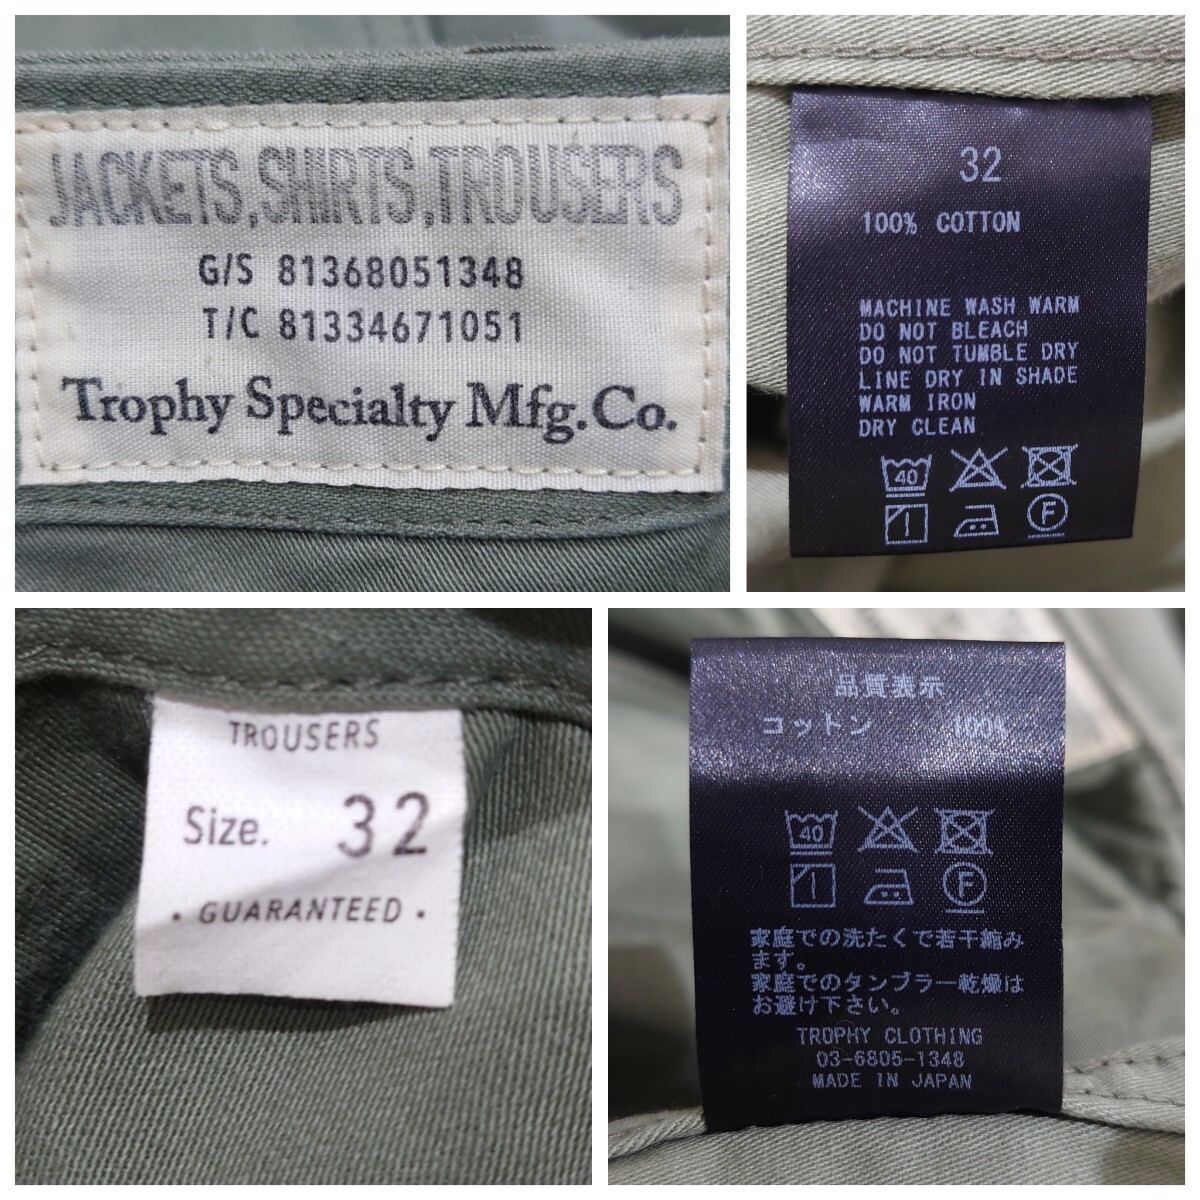 JACKETS, SHIRTS, TROUSERS
G/S 81368051348
T/C 81334671051
Trophy Specialty Mfg. Co.
32
100% COTTON
MACHINE WASH WARM
DO NOT BLEACH
DO NOT TUMBLE DRY
LINE DRY IN SHADE
WARM IRON
DRY CLEAN
40
F
TROUSERS
Size. 32
· GUARANTEED ·
品質表示
コットン 100%
40
F
家庭での洗たくで若干縮み
ます。
家庭でのタンブラー乾燥は
お避け下さい。
TROPHY CLOTHING
03-6805-1348
MADE IN JAPAN